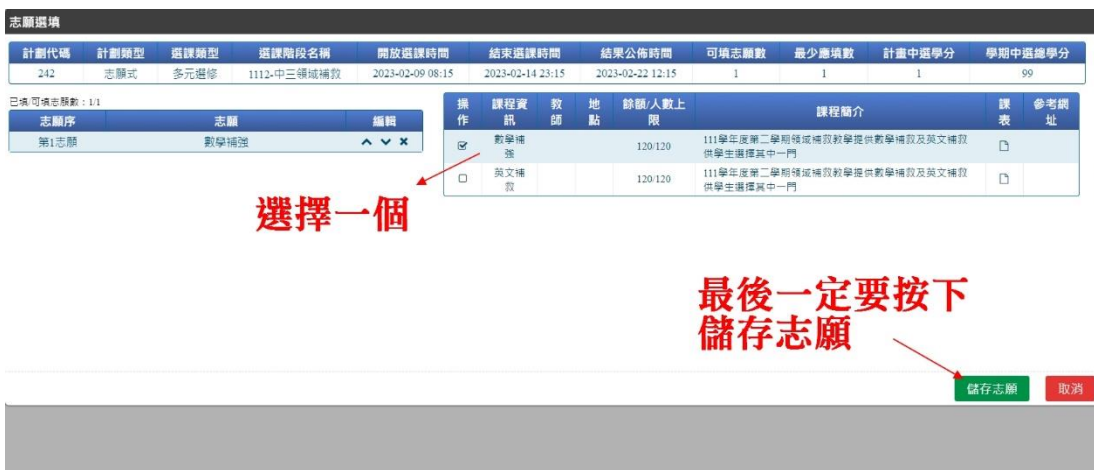 志願選填
計劃代碼 計劃類型 選課類型 選課階段名稱 開放選課時間 結束選課時間 結果公佈時間 可填志願數 最少應填數 計畫中選學分 學期中選總學分
242 志願式 多元選修 1112-中三領域補救 2023-02-09 08:15 2023-02-14 23:15 2023-02-22 12:15 1 1 1 99
已填/可填志願數：1/1
志願序 志願 編輯
第1志願 數學補強
操作 課程資訊 教師 地點 餘額/人數上限 課程簡介 課表 參考網址
數學補強 120/120 111學年度第二學期領域補救教學提供數學補救及英文補救
供學生選擇其中一門
英文補救 120/120 111學年度第二學期領域補救教學提供數學補救及英文補救
供學生選擇其中一門
選擇一個
最後一定要按下
儲存志願
儲存志願 取消